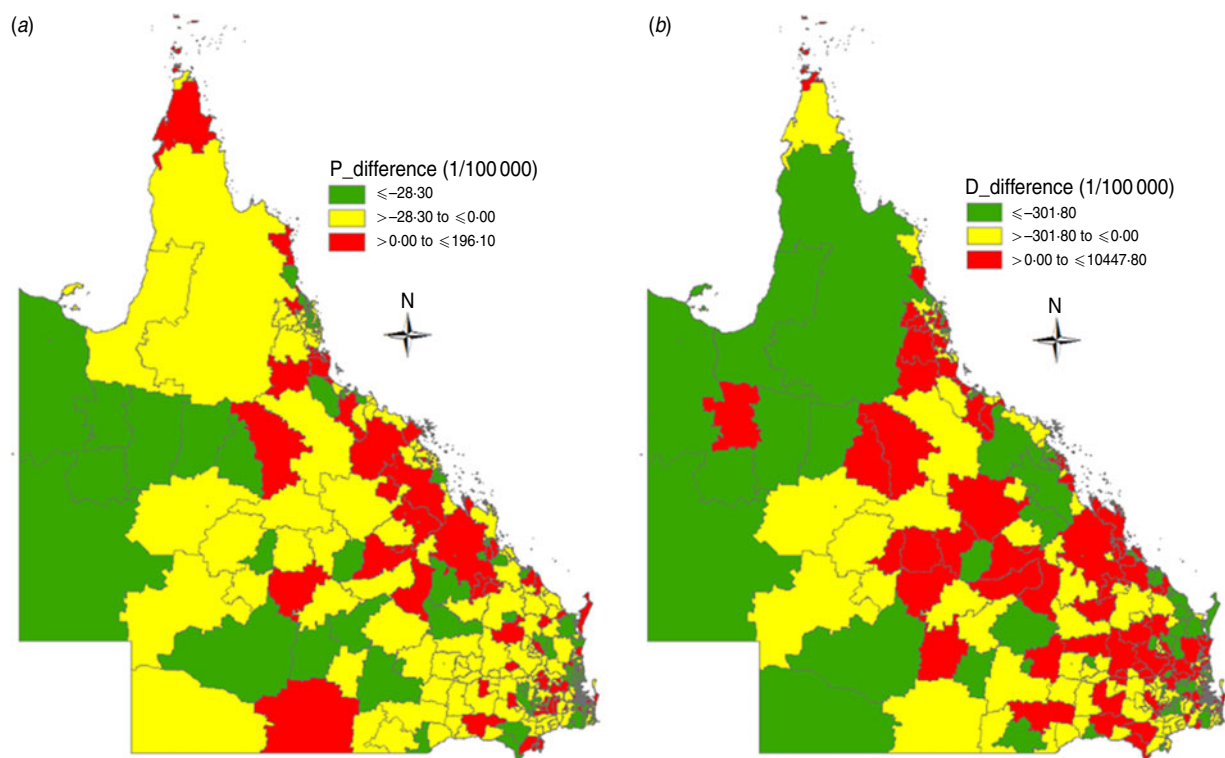 (a)
P_difference (1/100 000)
⩽–28·30
>–28·30 to ⩽0·00
>0·00 to ⩽196·10
N
(b)
D_difference (1/100 000)
⩽–301·80
>–301·80 to ⩽0·00
>0·00 to ⩽10447·80
N